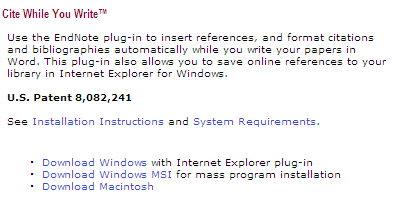 Cite While You Write™
Use the EndNote plug-in to insert references, and format citations
and bibliographies automatically while you write your papers in
Word. This plug-in also allows you to save online references to your
library in Internet Explorer for Windows.
U.S. Patent 8,082,241
See Installation Instructions and System Requirements.
• Download Windows with Internet Explorer plug-in
• Download Windows MSI for mass program installation
• Download Macintosh